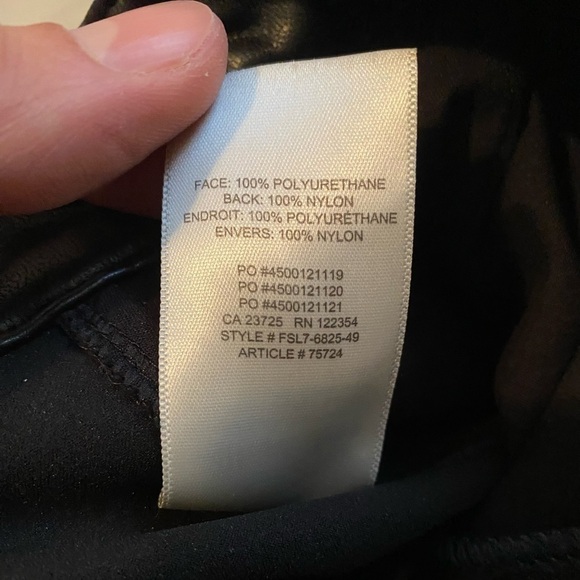 FACE: 100% POLYURETHANE
BACK: 100% NYLON
ENDROIT: 100% POLYURÉTHANE
ENVERS: 100% NYLON
PO #4500121119
PO #4500121120
PO #4500121121
CA 23725 RN 122354
STYLE # FSL7-6825-49
ARTICLE # 75724